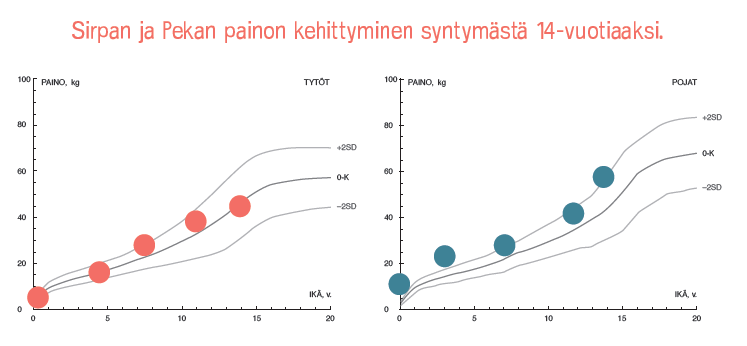 Sirpan ja Pekan painon kehittyminen syntymästä 14-vuotiaaksi.
100 PAINO, kg TYTÖT
80
+2SD
60
0-K
40 –2SD
20
0 IKÄ, v.
0 5 10 15 20
100 PAINO, kg POJAT
80 +2SD
0-K
60
–2SD
40
20
0 IKÄ, v.
0 5 10 15 20